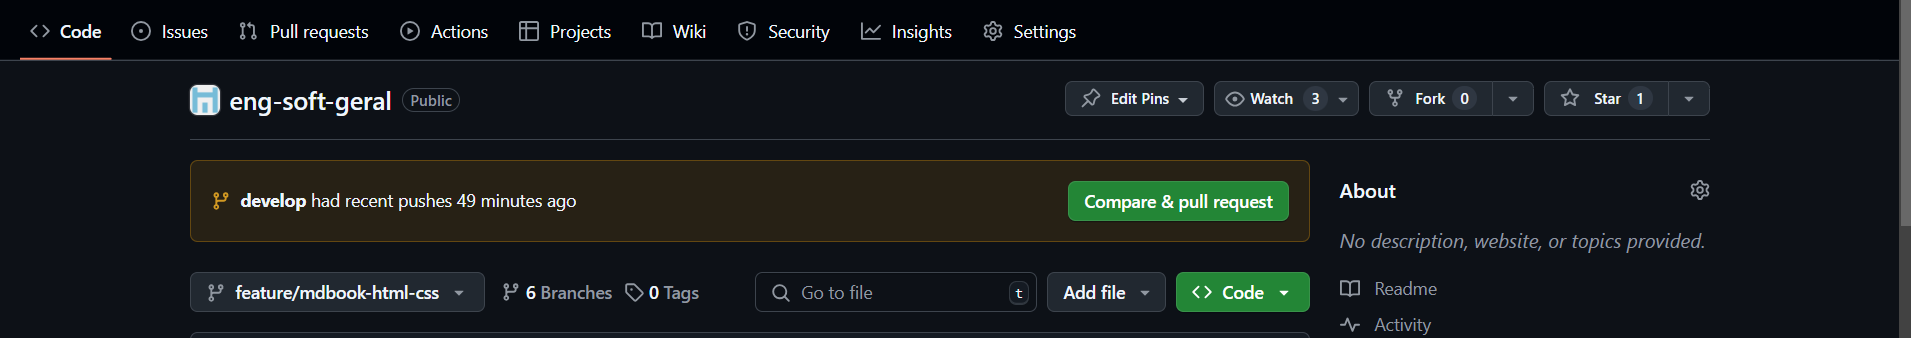 Code Issues Pull requests Actions Projects Wiki Security Insights Settings
eng-soft-geral Public Edit Pins Watch 3 Fork 0 Star 1
develop had recent pushes 49 minutes ago Compare & pull request
About
No description, website, or topics provided.
feature/mdbook-html-css 6 Branches 0 Tags Go to file t Add file Code
Readme
Activity